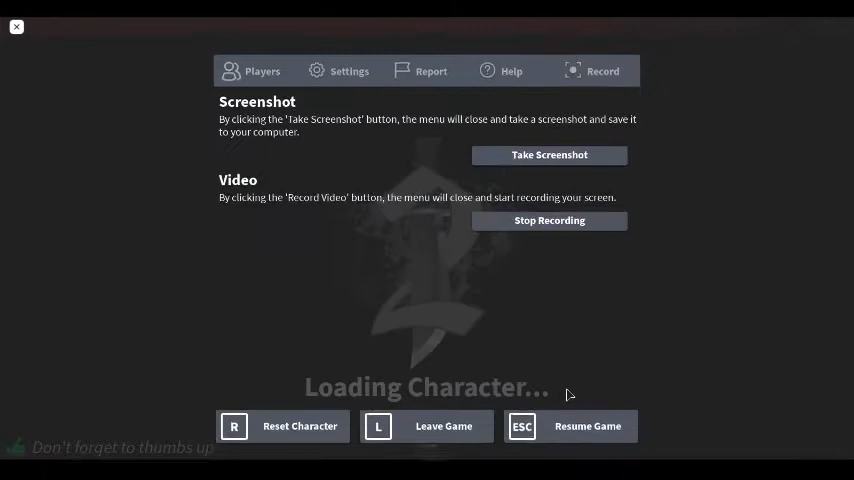 Players Settings Report Help Record
Screenshot
By clicking the 'Take Screenshot' button, the menu will close and take a screenshot and save it
to your computer.
Take Screenshot
Video
By clicking the 'Record Video' button, the menu will close and start recording your screen.
Stop Recording
Loading Character...
R Reset Character L Leave Game ESC Resume Game
Don't forget to thumbs up